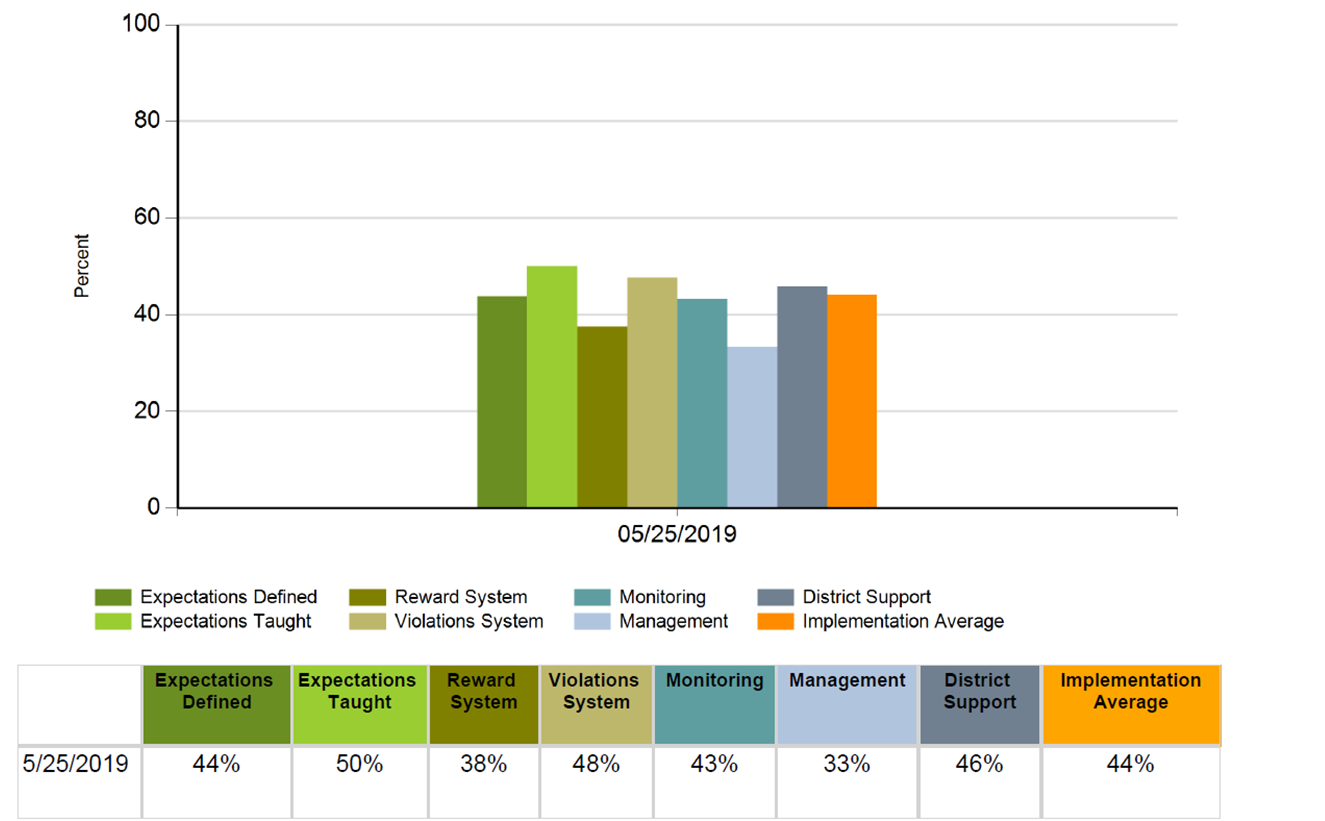 100
80
60
40
20
0
Percent
05/25/2019
Expectations Defined Reward System Monitoring District Support
Expectations Taught Violations System Management Implementation Average
Expectations Expectations Reward Violations Monitoring Management District Implementation
Defined Taught System System Support Average
5/25/2019 44% 50% 38% 48% 43% 33% 46% 44%